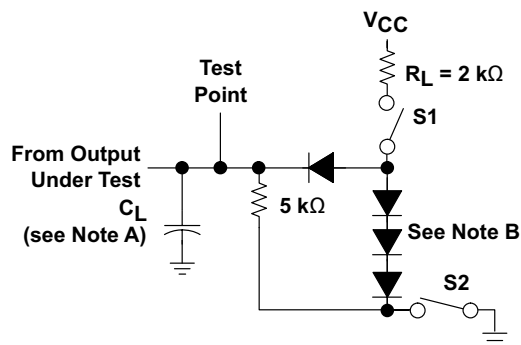 VCC
RL = 2 kΩ
S1
Test
Point
From Output
Under Test
CL
(see Note A)
5 kΩ
See Note B
S2